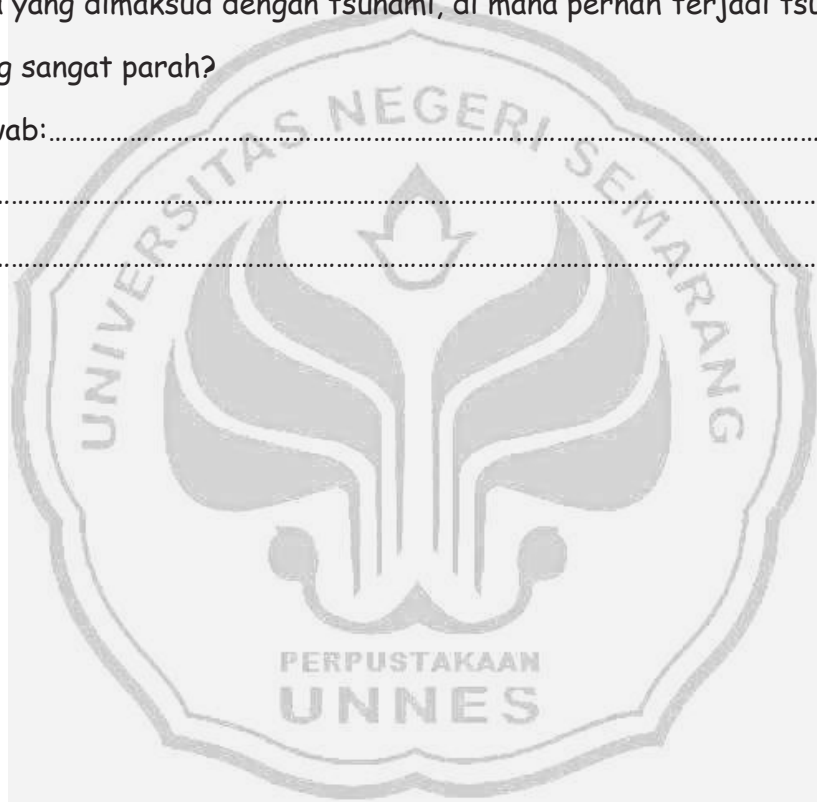 yang dimaksud dengan tsunami, di mana pernah terjadi
sangat parah?
UNIVERSITAS NEGERI SEMARANG
PERPUSTAKAAN
UNNES